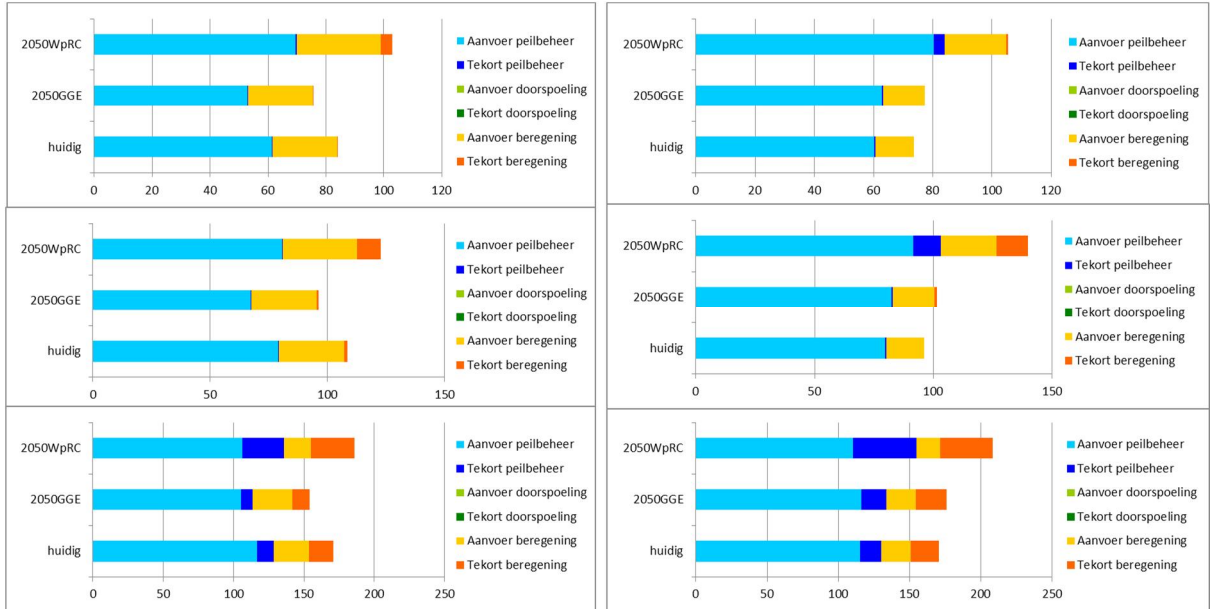 2050WpRC
2050GGE
huidig
0 20 40 60 80 100 120
Aanvoer peilbeheer
Tekort peilbeheer
Aanvoer doorspoeling
Tekort doorspoeling
Aanvoer beregening
Tekort beregening
2050WpRC
2050GGE
huidig
0 20 40 60 80 100 120
Aanvoer peilbeheer
Tekort peilbeheer
Aanvoer doorspoeling
Tekort doorspoeling
Aanvoer beregening
Tekort beregening
2050WpRC
2050GGE
huidig
0 50 100 150
Aanvoer peilbeheer
Tekort peilbeheer
Aanvoer doorspoeling
Tekort doorspoeling
Aanvoer beregening
Tekort beregening
2050WpRC
2050GGE
huidig
0 50 100 150
Aanvoer peilbeheer
Tekort peilbeheer
Aanvoer doorspoeling
Tekort doorspoeling
Aanvoer beregening
Tekort beregening
2050WpRC
2050GGE
huidig
0 50 100 150 200 250
Aanvoer peilbeheer
Tekort peilbeheer
Aanvoer doorspoeling
Tekort doorspoeling
Aanvoer beregening
Tekort beregening
2050WpRC
2050GGE
huidig
0 50 100 150 200 250
Aanvoer peilbeheer
Tekort peilbeheer
Aanvoer doorspoeling
Tekort doorspoeling
Aanvoer beregening
Tekort beregening